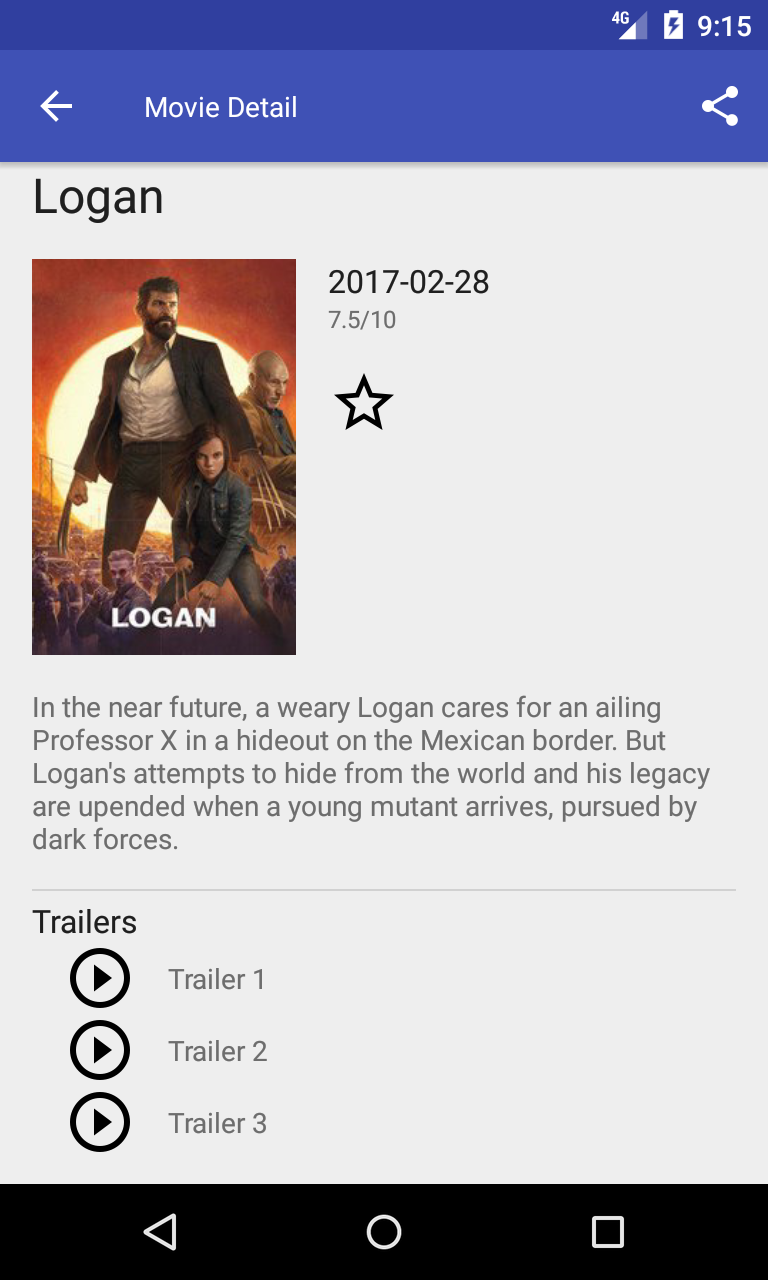 4G 9:15
Movie Detail
Logan
2017-02-28
7.5/10
LOGAN
In the near future, a weary Logan cares for an ailing
Professor X in a hideout on the Mexican border. But
Logan's attempts to hide from the world and his legacy
are upended when a young mutant arrives, pursued by
dark forces.
Trailers
Trailer 1
Trailer 2
Trailer 3